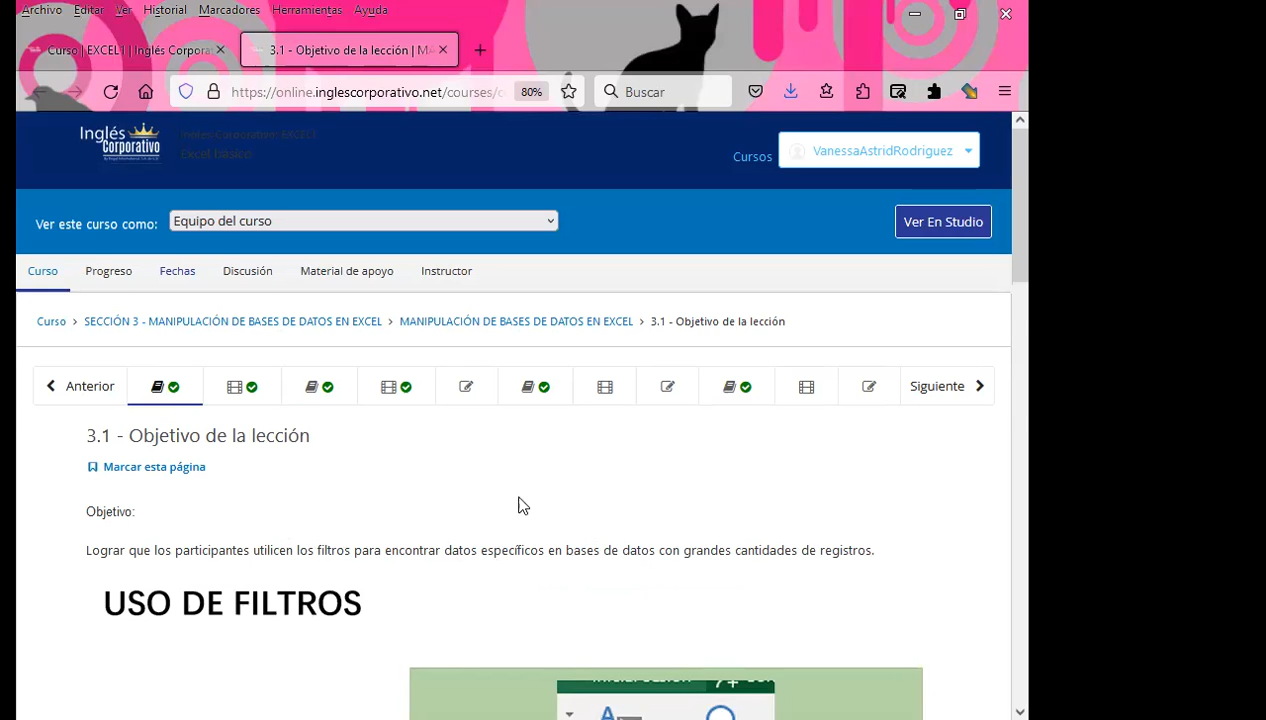 Archivo Editar Ver Historial Marcadores Herramientas Ayuda
Curso | EXCEL1 | Inglés Corpora
3.1 - Objetivo de la lección | M
https://online.inglescorporativo.net/courses/c
80%
Buscar
Inglés
Corporativo
Inglés Corporativo: EXCEL1
Excel Básico
Cursos
VanessaAstridRodriguez
Ver este curso como:
Equipo del curso
Ver En Studio
Curso Progreso Fechas Discusión Material de apoyo Instructor
Curso > SECCIÓN 3 - MANIPULACIÓN DE BASES DE DATOS EN EXCEL > MANIPULACIÓN DE BASES DE DATOS EN EXCEL > 3.1 - Objetivo de la lección
Anterior
Siguiente
3.1 - Objetivo de la lección
Marcar esta página
Objetivo:
Lograr que los participantes utilicen los filtros para encontrar datos específicos en bases de datos con grandes cantidades de registros.
USO DE FILTROS